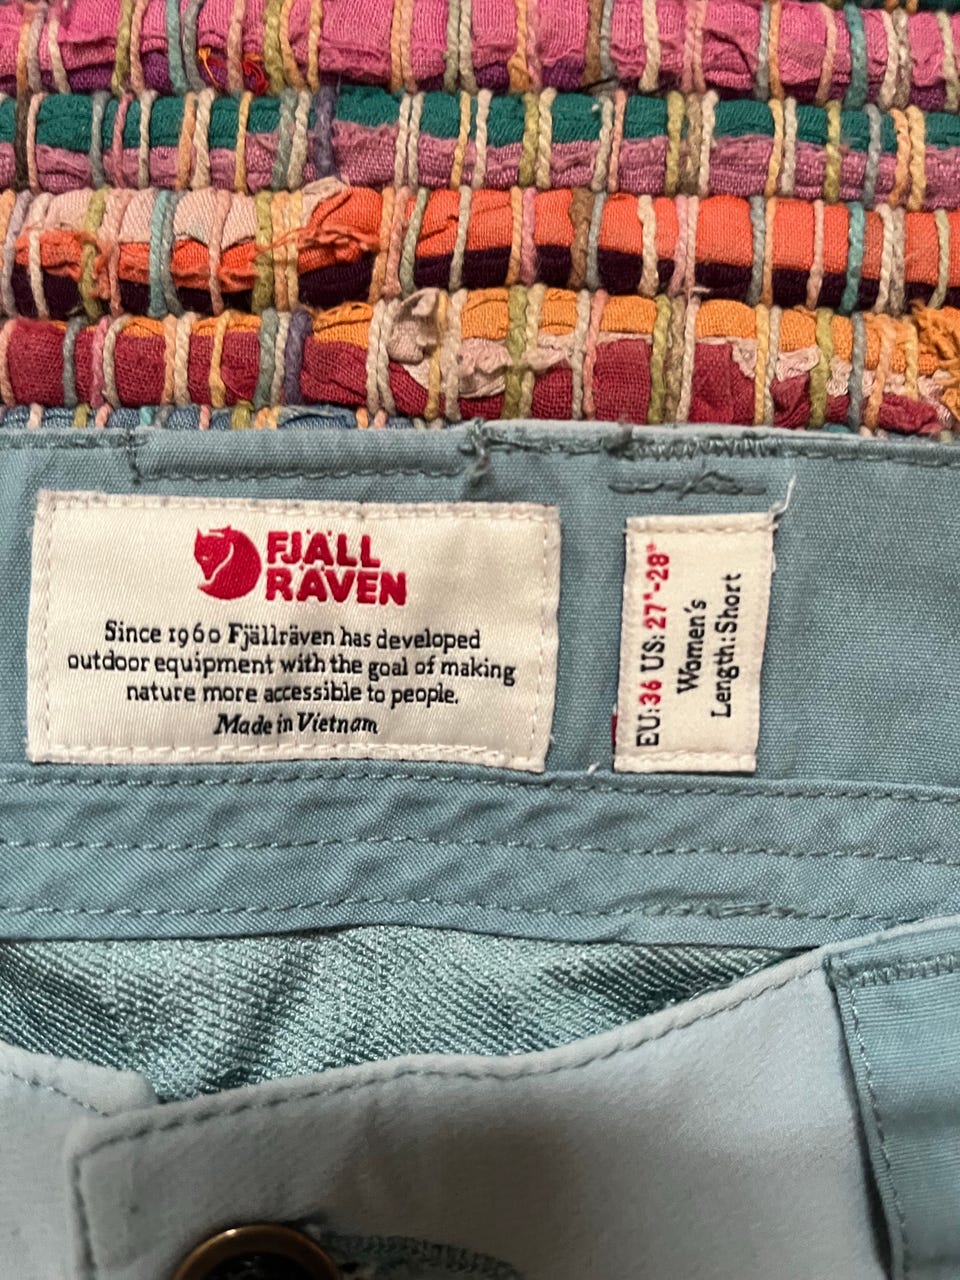 FJÄLL
RÄVEN
Since 1960 Fjällräven has developed
outdoor equipment with the goal of making
nature more accessible to people.
Made in Vietnam
EU:36 US:27"-28"
Women's
Length:Short